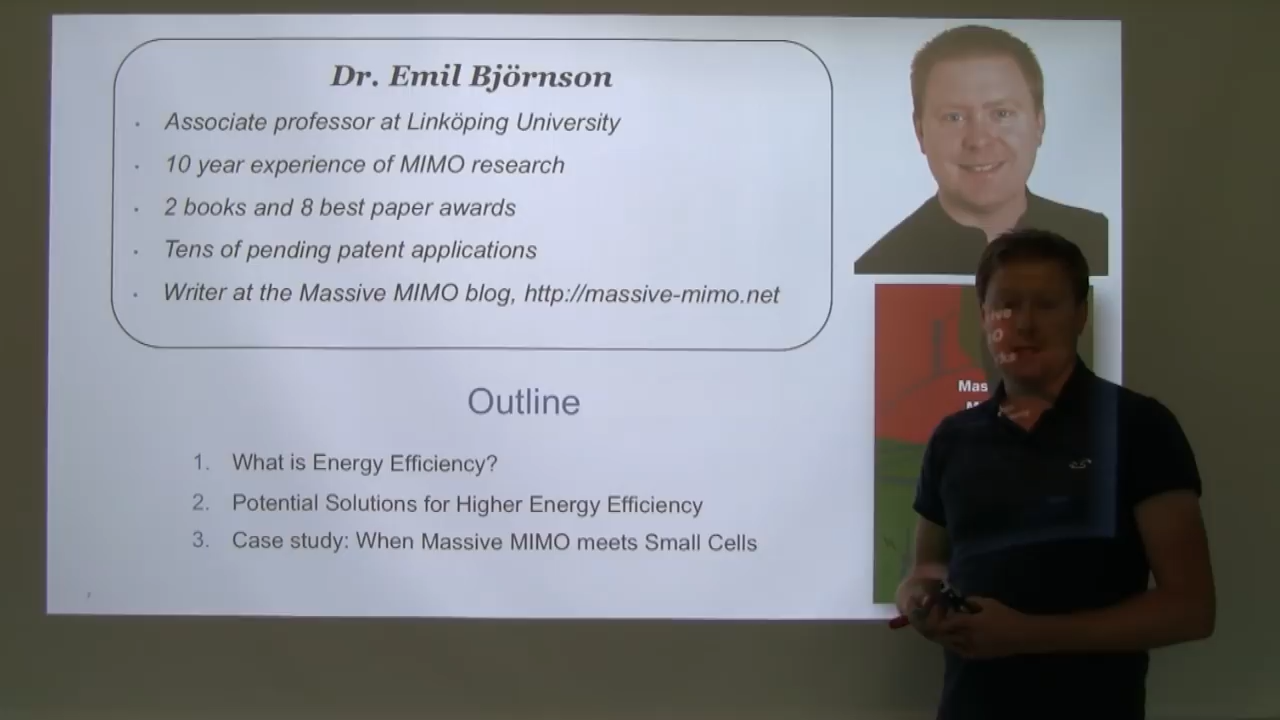 Dr. Emil Björnson
· Associate professor at Linköping University
· 10 year experience of MIMO research
· 2 books and 8 best paper awards
· Tens of pending patent applications
· Writer at the Massive MIMO blog, http://massive-mimo.net
Mas
Outline
1. What is Energy Efficiency?
2. Potential Solutions for Higher Energy Efficiency
3. Case study: When Massive MIMO meets Small Cells